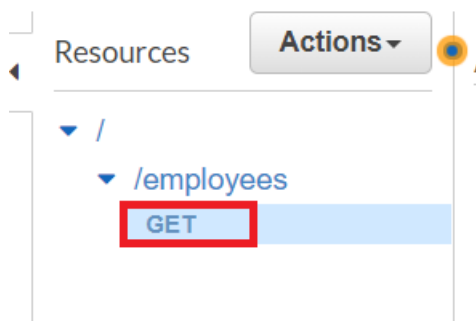 Resources
Actions
/
/employees
GET